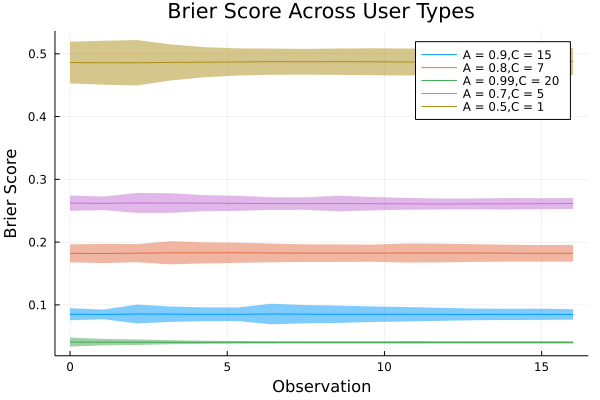 Brier Score Across User Types
Brier Score
0.5
0.4
0.3
0.2
0.1
A = 0.9,C = 15
A = 0.8,C = 7
A = 0.99,C = 20
A = 0.7,C = 5
A = 0.5,C = 1
0 5 10 15
Observation